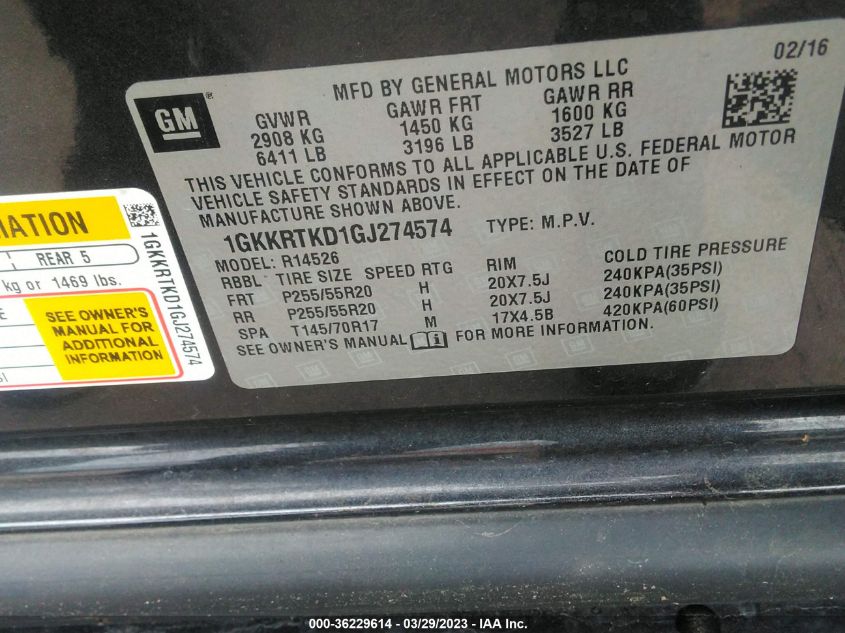 02/16
MFD BY GENERAL MOTORS LLC
GM ®
GVWR GAWR FRT GAWR RR
2908 KG 1450 KG 1600 KG
6411 LB 3196 LB 3527 LB
THIS VEHICLE CONFORMS TO ALL APPLICABLE U.S. FEDERAL MOTOR
VEHICLE SAFETY STANDARDS IN EFFECT ON THE DATE OF
MANUFACTURE SHOWN ABOVE.
1GKKRTKD1GJ274574 TYPE: M.P.V.
MODEL: R14526
RBBL TIRE SIZE SPEED RTG RIM COLD TIRE PRESSURE
FRT P255/55R20 H 20X7.5J 240KPA(35PSI)
RR P255/55R20 H 20X7.5J 240KPA(35PSI)
SPA T145/70R17 M 17X4.5B 420KPA(60PSI)
SEE OWNER'S MANUAL FOR MORE INFORMATION.
REAR 5
kg or 1469 lbs.
SEE OWNER'S
MANUAL FOR
ADDITIONAL
INFORMATION
1GKKRTKD1GJ274574
000-36229614 - 03/29/2023 - IAA Inc.